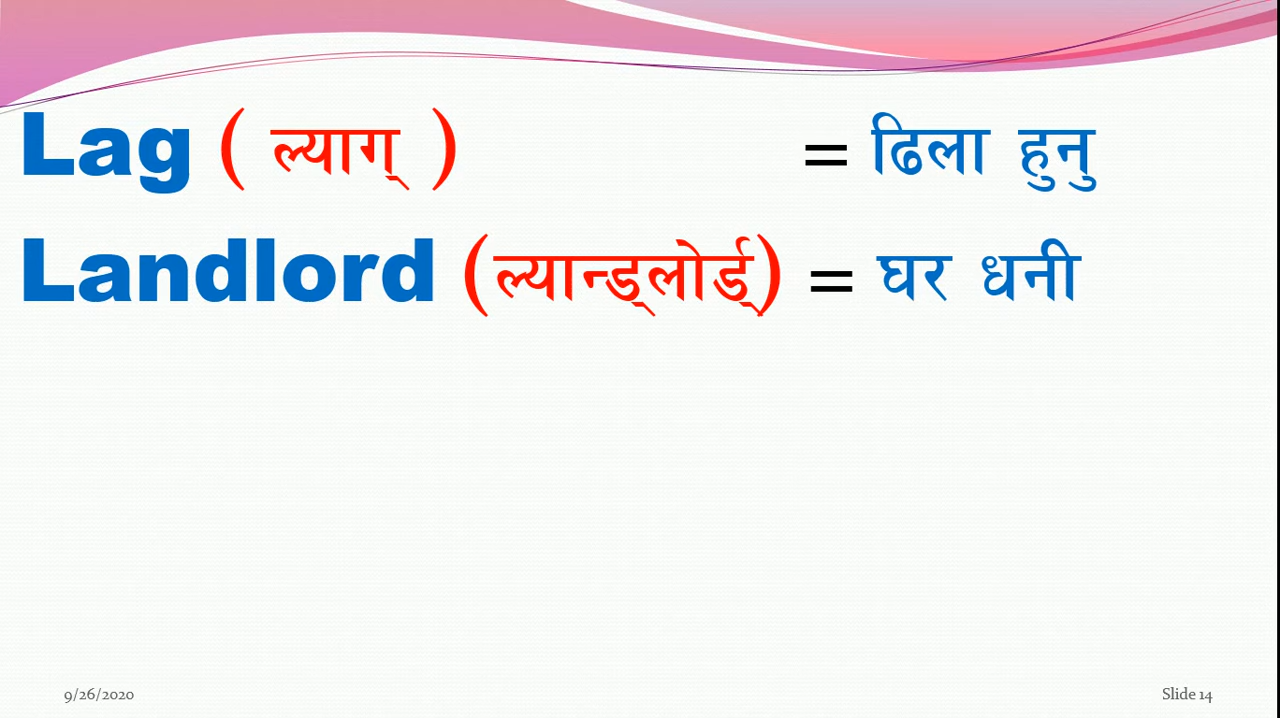 Lag ( ल्याग् ) = ढिला हुनु
Landlord (ल्यान्ड्लोर्ड्) = घर धनी
9/26/2020 Slide 14